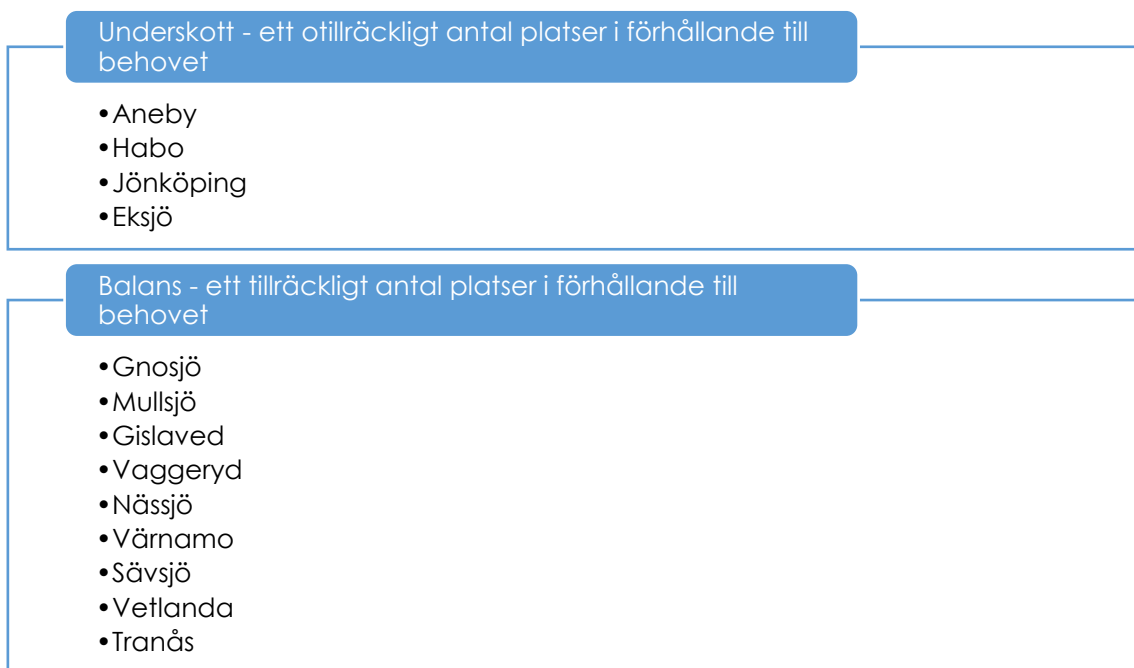 Underskott - ett otillräckligt antal platser i förhållande till
behovet
•Aneby
•Habo
•Jönköping
•Eksjö
Balans - ett tillräckligt antal platser i förhållande till
behovet
•Gnosjö
•Mullsjö
•Gislaved
•Vaggeryd
•Nässjö
•Värnamo
•Sävsjö
•Vetlanda
•Tranås